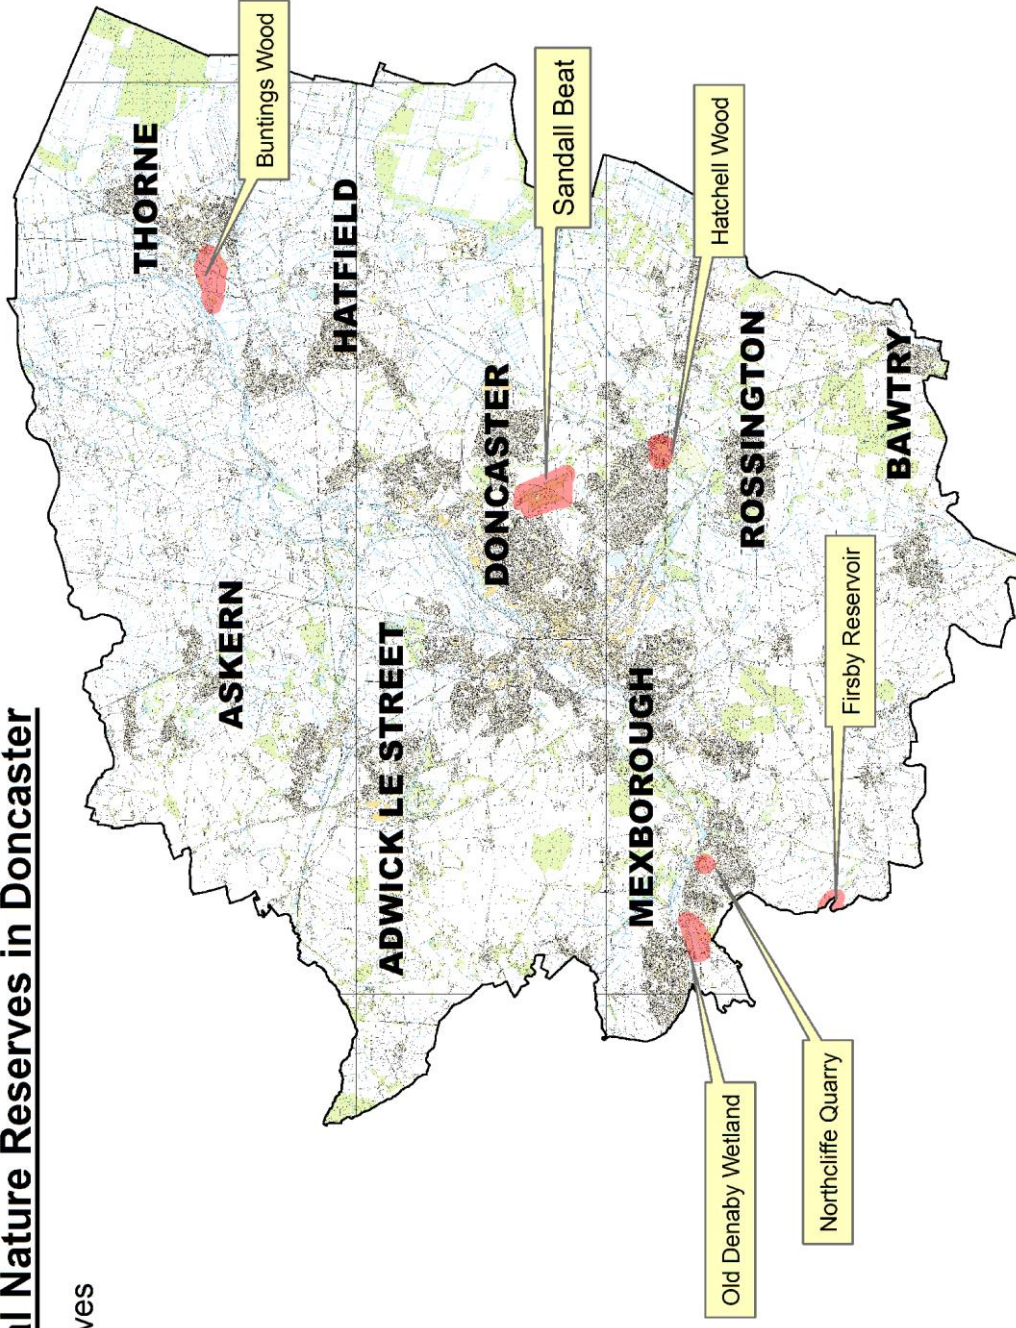 al Nature Reserves in Doncaster
ves
THORNE
Buntings Wood
HATFIELD
ASKERN
Sandall Beat
DONCASTER
ADWICK LE STREET
Hatchell Wood
MEXBOROUGH
ROSSINGTON
BAWTRY
Firsby Reservoir
Old Denaby Wetland
Northcliffe Quarry